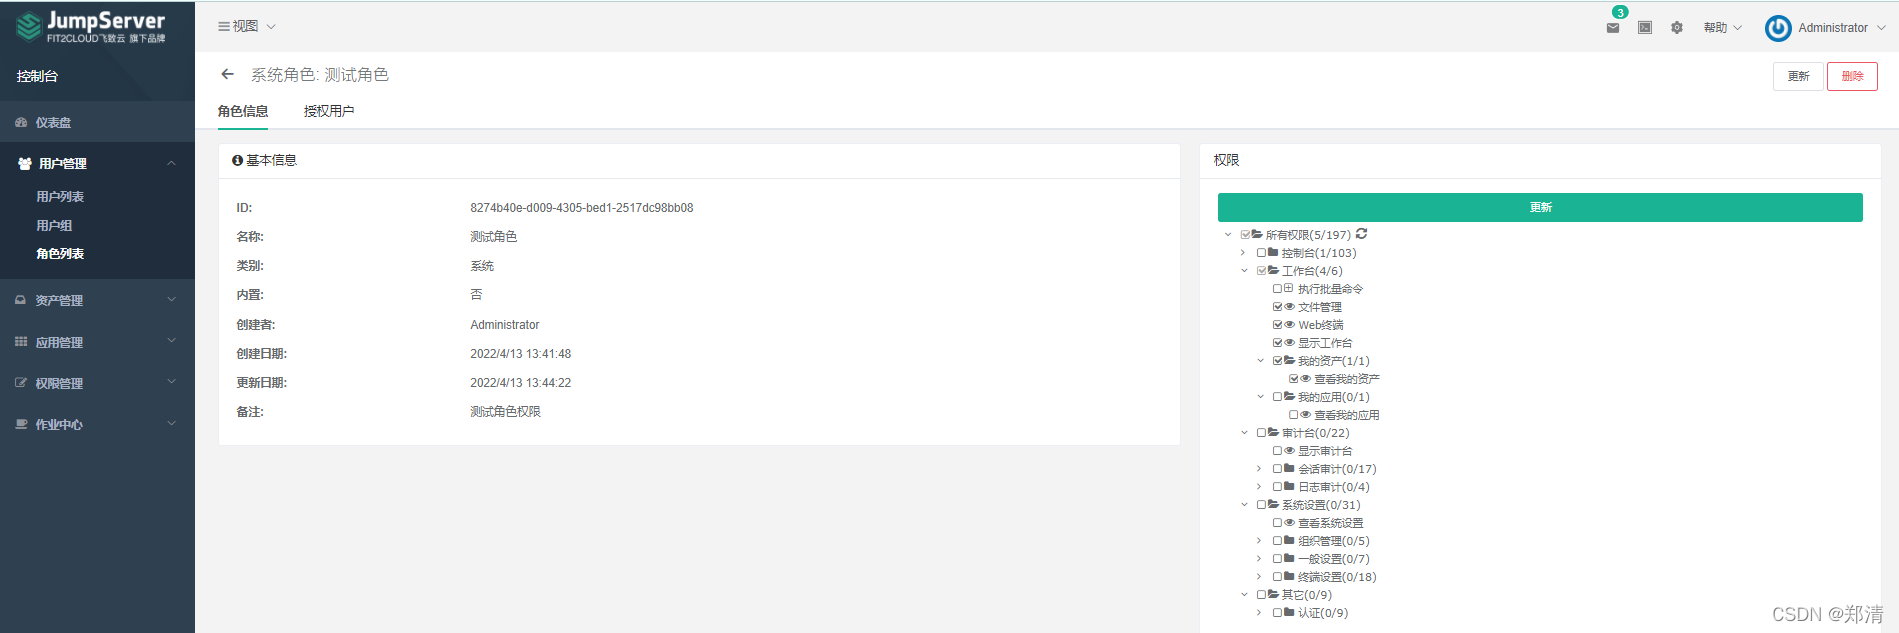 JumpServer
FIT2CLOUD飞致云 旗下品牌
控制台
仪表盘
用户管理
用户列表
用户组
角色列表
资产管理
应用管理
权限管理
作业中心
视图
3
帮助
Administrator
系统角色: 测试角色
更新
删除
角色信息
授权用户
基本信息
ID:
8274b40e-d009-4305-bed1-2517dc98bb08
名称:
测试角色
类别:
系统
内置:
否
创建者:
Administrator
创建日期:
2022/4/13 13:41:48
更新日期:
2022/4/13 13:44:22
备注:
测试角色权限
权限
更新
所有权限(5/197)
控制台(1/103)
工作台(4/6)
执行批量命令
文件管理
Web终端
显示工作台
我的资产(1/1)
查看我的资产
我的应用(0/1)
查看我的应用
审计台(0/22)
显示审计台
会话审计(0/17)
日志审计(0/4)
系统设置(0/31)
查看系统设置
组织管理(0/5)
一般设置(0/7)
终端设置(0/18)
其它(0/9)
认证(0/9)
CSDN @郑清